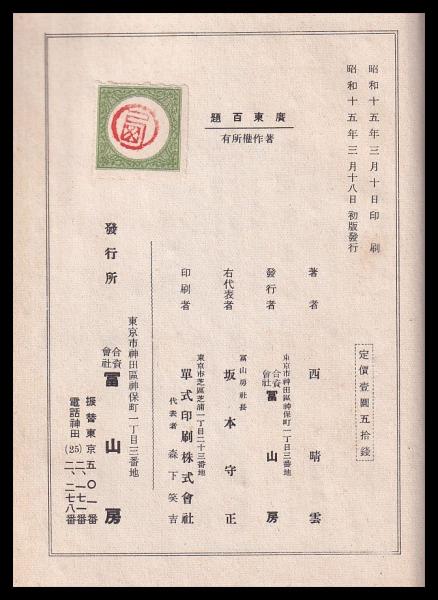 昭和十五年三月十日印刷
昭和十五年三月十八日初版發行
定價壹圓五拾錢
廣東百題
著作權所有
著者 西晴雲
東京市神田區神保町一丁目三番地
發行者 合資會社 冨山房
冨山房社長
右代表者 坂本守正
東京市芝區芝浦一丁目二十三番地
印刷者 單式印刷株式會社
代表者 森下笑吉
東京市神田區神保町一丁目三番地
發行所 合資會社 冨山房
振替東京五〇一番
電話神田(25)二、一七一番
二、二七八番
冨